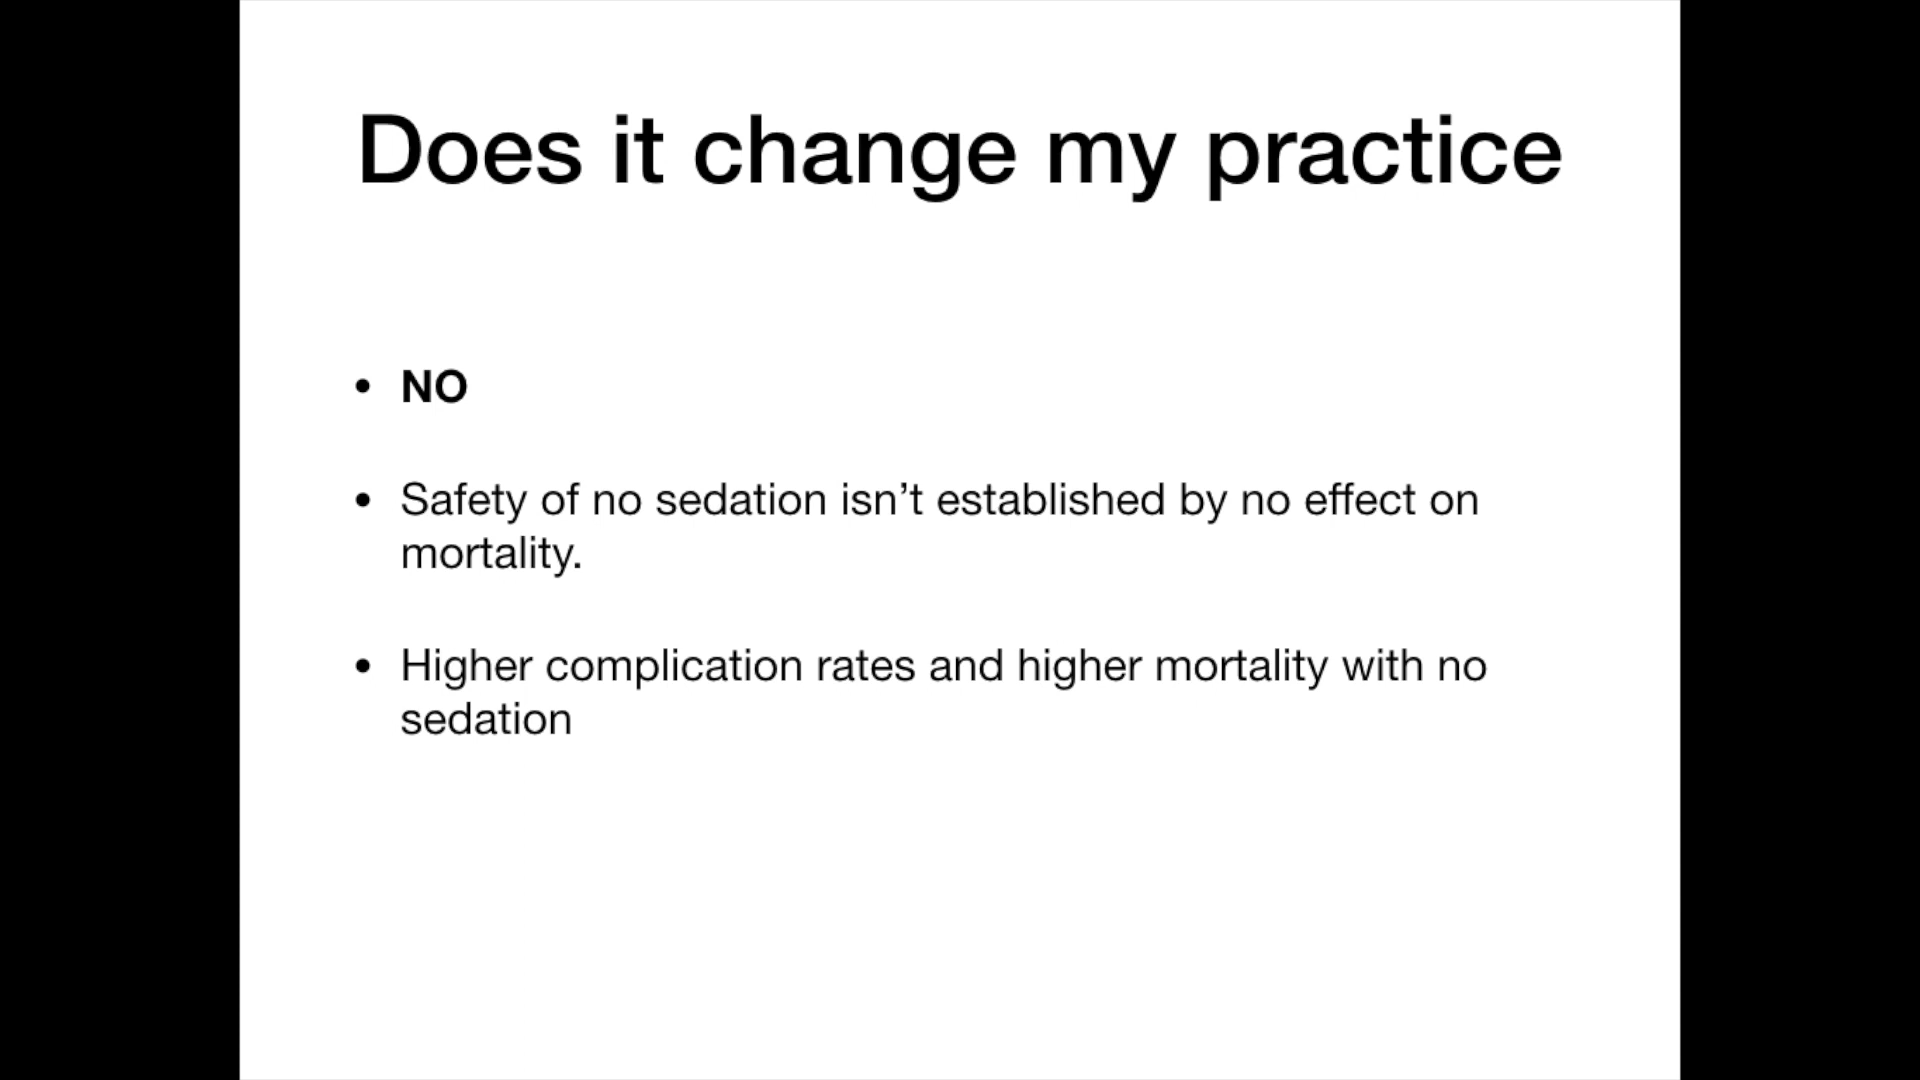 Does it change my practice
• NO
• Safety of no sedation isn’t established by no effect on
mortality.
• Higher complication rates and higher mortality with no
sedation